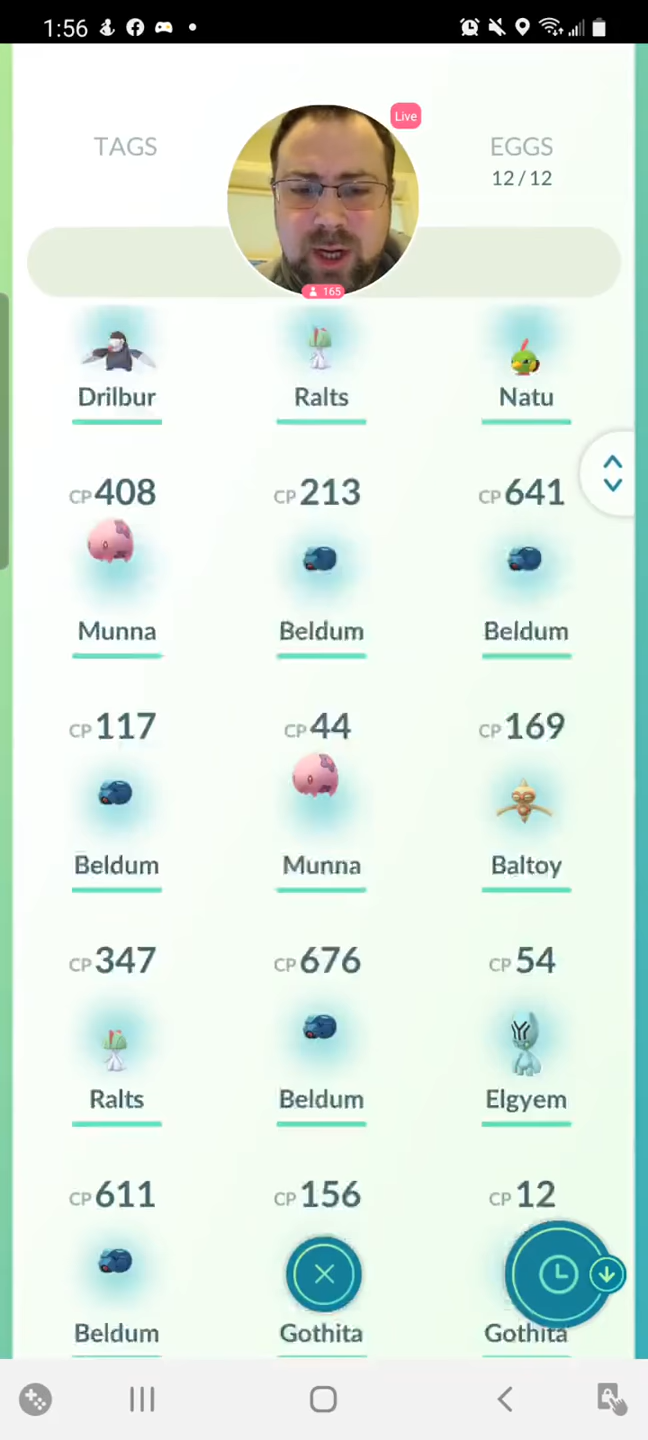 1:56
Live
TAGS
EGGS
12/12
165
Drilbur
Ralts
Natu
CP408
CP213
CP641
Munna
Beldum
Beldum
CP117
CP44
CP169
Beldum
Munna
Baltoy
CP347
CP676
CP54
Ralts
Beldum
Elgyem
CP611
CP156
CP12
Beldum
Gothita
Gothita